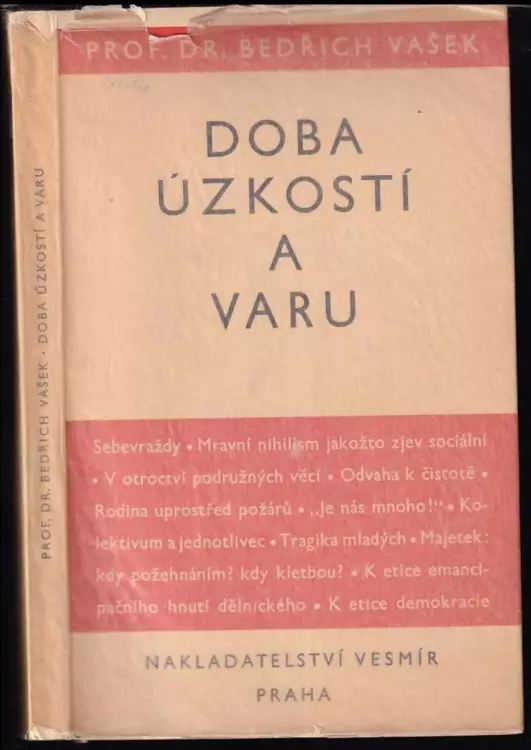 PROF. DR. BEDŘICH VAŠEK
DOBA
ÚZKOSTÍ
A
VARU
Sebevraždy • Mravní nihilism jakožto zjev sociální
• V otroctví podružných věcí • Odvaha k čistotě •
Rodina uprostřed požárů • „Je nás mnoho!" • Ko-
lektivum a jednotlivec • Tragika mladých • Majetek:
kdy požehnáním? kdy kletbou? • K etice emanci-
pačního hnutí dělnického • K etice demokracie
NAKLADATELSTVÍ VESMÍR
PRAHA
PROF. DR. BEDŘICH VAŠEK • DOBA ÚZKOSTÍ A VARU